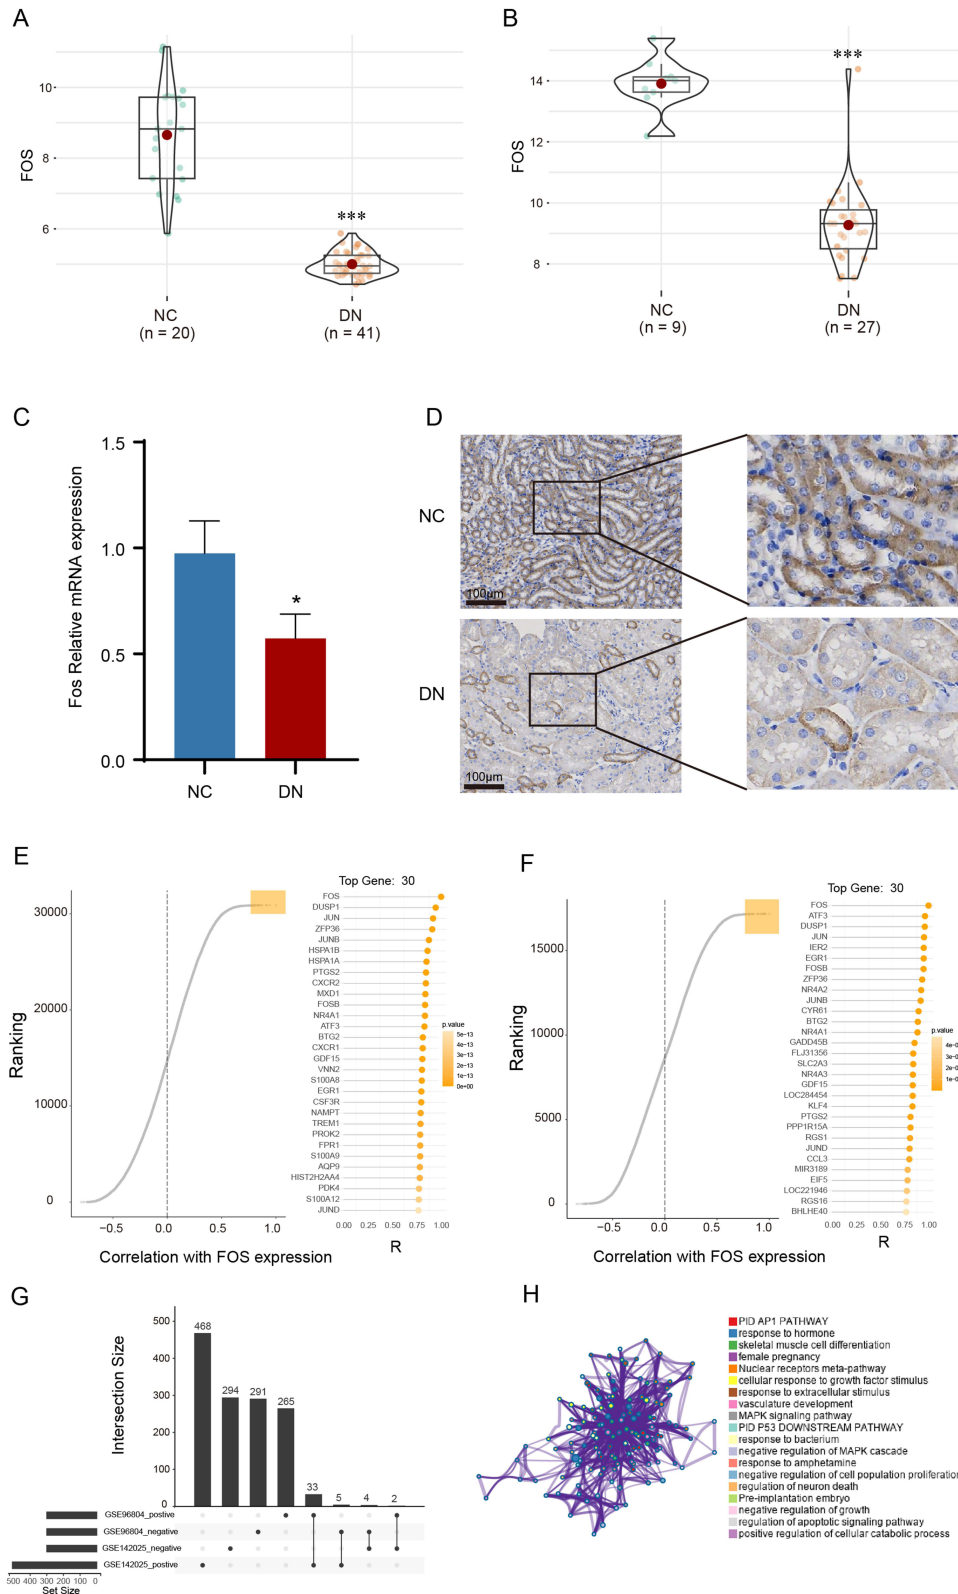 A
FOS
10
8
6
***
NC
(n = 20)
DN
(n = 41)
B
FOS
14
12
10
8
***
NC
(n = 9)
DN
(n = 27)
C
Fos Relative mRNA expression
1.5
1.0
0.5
0.0
*
NC
DN
D
NC
100µm
DN
100µm
E
Ranking
30000
20000
10000
0
−0.5
0.0
0.5
1.0
Correlation with FOS expression
Top Gene: 30
FOS
DUSP1
JUN
ZFP36
JUNB
HSPA1B
HSPA1A
PTGS2
CXCR2
MXD1
FOSB
NR4A1
ATF3
BTG2
CXCR1
GDF15
VNN2
S100A8
EGR1
CSF3R
NAMPT
TREM1
PROK2
FPR1
S100A9
AQP9
HIST2H2AA4
PDK4
S100A12
JUND
0.00 0.25 0.50 0.75 1.00
R
p.value
5e−13
4e−13
3e−13
2e−13
1e−13
0e+00
F
Ranking
15000
10000
5000
0
−0.5
0.0
0.5
1.0
Correlation with FOS expression
Top Gene: 30
FOS
ATF3
DUSP1
JUN
IER2
EGR1
FOSB
ZFP36
NR4A2
JUNB
CYR61
BTG2
NR4A1
GADD45B
FLJ31356
SLC2A3
NR4A3
GDF15
LOC284454
KLF4
PTGS2
PPP1R15A
RGS1
JUND
CCL3
MIR3189
EIF5
LOC221946
RGS16
BHLHE40
0.00 0.25 0.50 0.75 1.00
R
p.value
4e−0
3e−0
2e−0
1e−0
G
Intersection Size
500
400
300
200
100
0
468
294
291
265
33
5
4
2
GSE96804_postive
GSE96804_negative
GSE142025_negative
GSE142025_postive
500 400 300 200 100 0
Set Size
H
PID AP1 PATHWAY
response to hormone
skeletal muscle cell differentiation
female pregnancy
Nuclear receptors meta-pathway
cellular response to growth factor stimulus
response to extracellular stimulus
vasculature development
MAPK signaling pathway
PID P53 DOWNSTREAM PATHWAY
response to bacterium
negative regulation of MAPK cascade
response to amphetamine
negative regulation of cell population proliferation
regulation of neuron death
Pre-implantation embryo
negative regulation of growth
regulation of apoptotic signaling pathway
positive regulation of cellular catabolic process